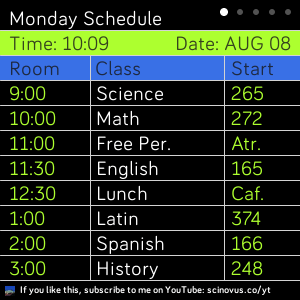 Monday Schedule
Time: 10:09 Date: AUG 08
Room Class Start
9:00 Science 265
10:00 Math 272
11:00 Free Per. Atr.
11:30 English 165
12:30 Lunch Caf.
1:00 Latin 374
2:00 Spanish 166
3:00 History 248
If you like this, subscribe to me on YouTube: scinovus.co/yt